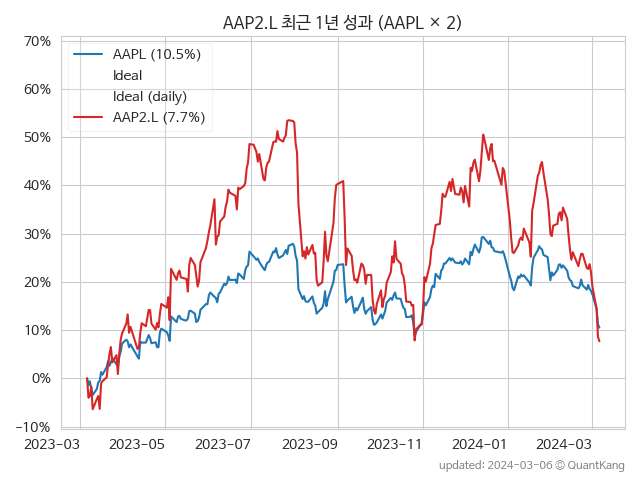 AAP2.L 최근 1년 성과 (AAPL × 2)
AAPL (10.5%)
Ideal
Ideal (daily)
AAP2.L (7.7%)
70%
60%
50%
40%
30%
20%
10%
0%
−10%
2023−03 2023−05 2023−07 2023−09 2023−11 2024−01 2024−03
updated: 2024-03-06 © QuantKang